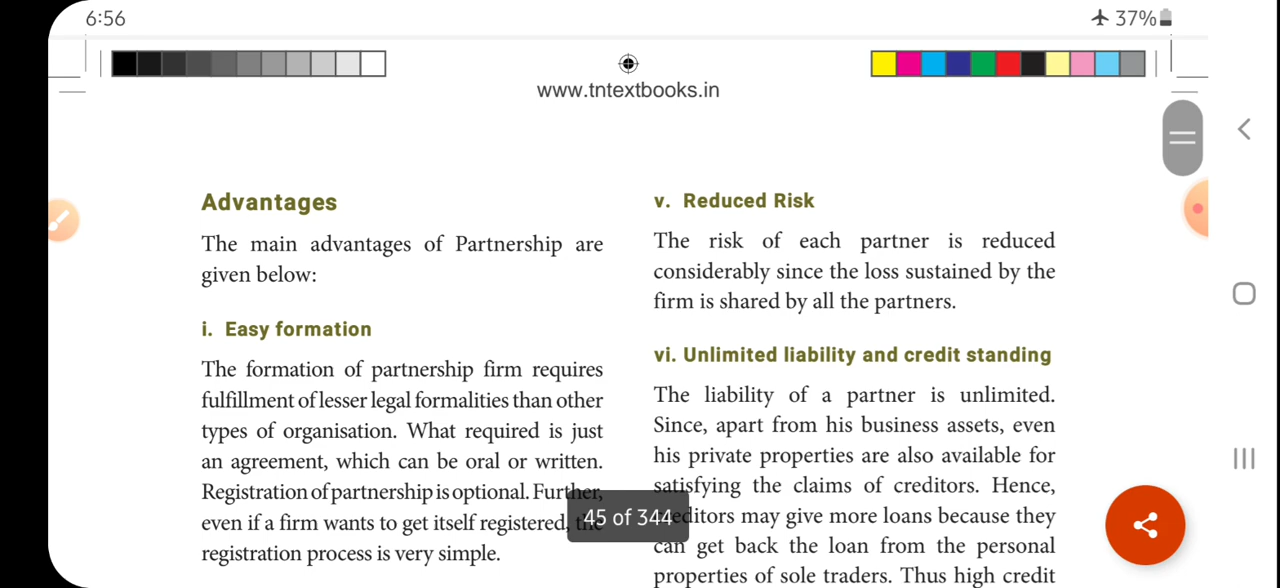 6:56
37%
www.tntextbooks.in
Advantages
The main advantages of Partnership are
given below:
i. Easy formation
The formation of partnership firm requires
fulfillment of lesser legal formalities than other
types of organisation. What required is just
an agreement, which can be oral or written.
Registration of partnership is optional. Further,
even if a firm wants to get itself registered, the
registration process is very simple.
v. Reduced Risk
The risk of each partner is reduced
considerably since the loss sustained by the
firm is shared by all the partners.
vi. Unlimited liability and credit standing
The liability of a partner is unlimited.
Since, apart from his business assets, even
his private properties are also available for
satisfying the claims of creditors. Hence,
creditors may give more loans because they
can get back the loan from the personal
properties of sole traders. Thus high credit
45 of 344